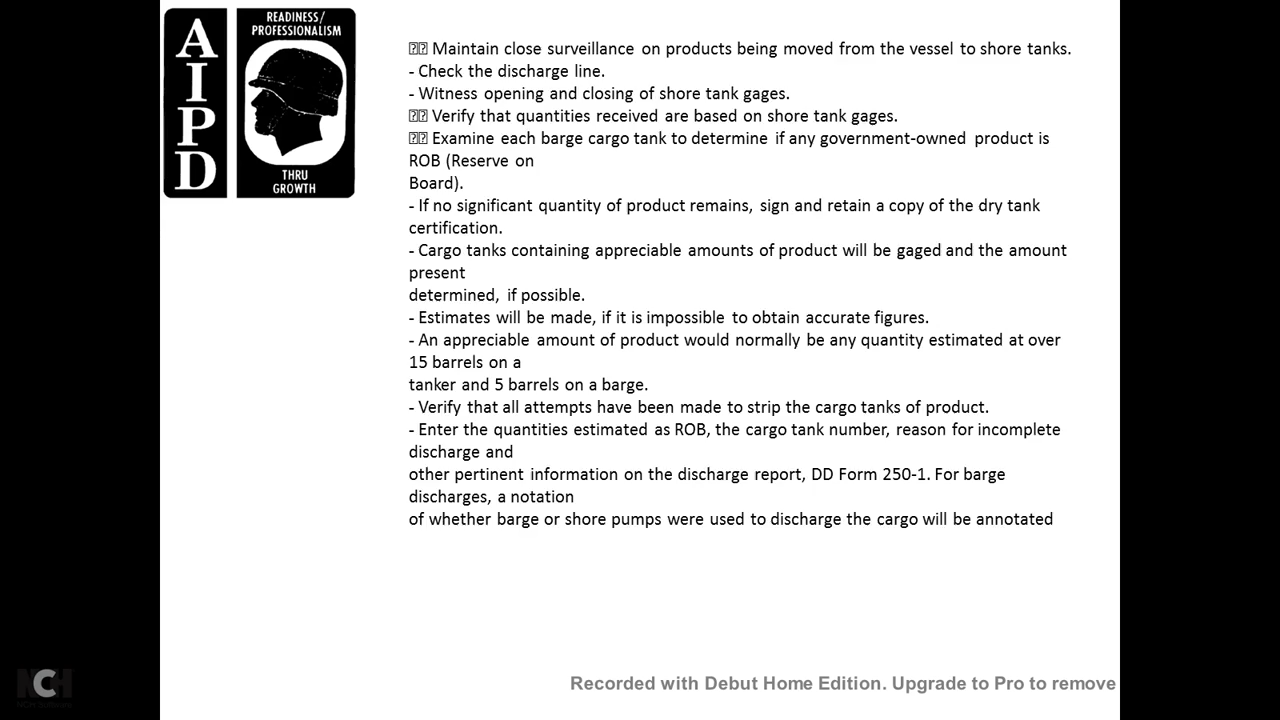 READINESS/
PROFESSIONALISM
AIPD
THRU
GROWTH
Maintain close surveillance on products being moved from the vessel to shore tanks.
- Check the discharge line.
- Witness opening and closing of shore tank gages.
Verify that quantities received are based on shore tank gages.
Examine each barge cargo tank to determine if any government-owned product is
ROB (Reserve on
Board).
- If no significant quantity of product remains, sign and retain a copy of the dry tank
certification.
- Cargo tanks containing appreciable amounts of product will be gaged and the amount
present
determined, if possible.
- Estimates will be made, if it is impossible to obtain accurate figures.
- An appreciable amount of product would normally be any quantity estimated at over
15 barrels on a
tanker and 5 barrels on a barge.
- Verify that all attempts have been made to strip the cargo tanks of product.
- Enter the quantities estimated as ROB, the cargo tank number, reason for incomplete
discharge and
other pertinent information on the discharge report, DD Form 250-1. For barge
discharges, a notation
of whether barge or shore pumps were used to discharge the cargo will be annotated
NCH
Recorded with Debut Home Edition. Upgrade to Pro to remove